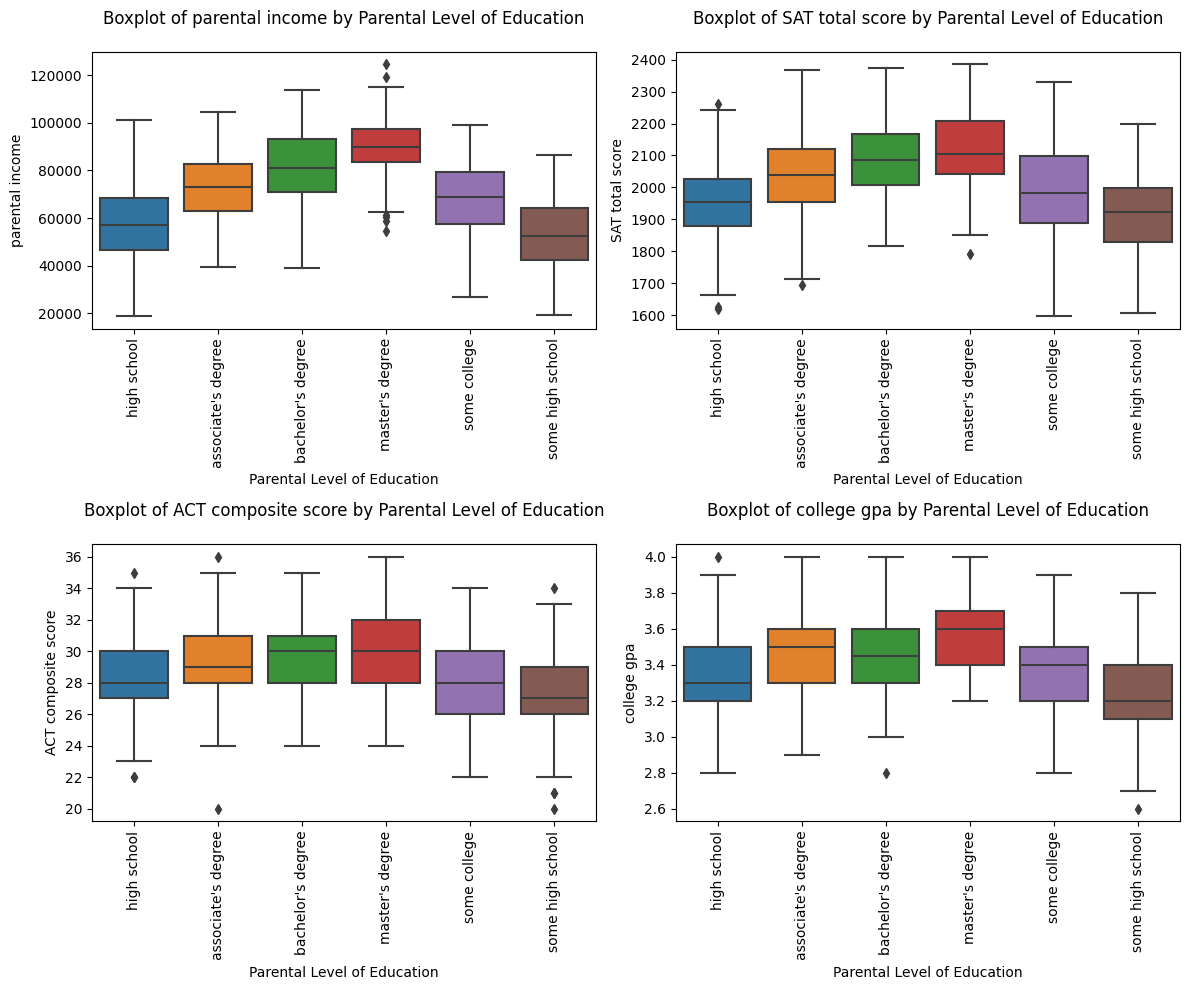 Boxplot of parental income by Parental Level of Education
parental income
120000
100000
80000
60000
40000
20000
high school
associate's degree
bachelor's degree
master's degree
some college
some high school
Parental Level of Education
Boxplot of SAT total score by Parental Level of Education
SAT total score
2400
2300
2200
2100
2000
1900
1800
1700
1600
high school
associate's degree
bachelor's degree
master's degree
some college
some high school
Parental Level of Education
Boxplot of ACT composite score by Parental Level of Education
ACT composite score
36
34
32
30
28
26
24
22
20
high school
associate's degree
bachelor's degree
master's degree
some college
some high school
Parental Level of Education
Boxplot of college gpa by Parental Level of Education
college gpa
4.0
3.8
3.6
3.4
3.2
3.0
2.8
2.6
high school
associate's degree
bachelor's degree
master's degree
some college
some high school
Parental Level of Education